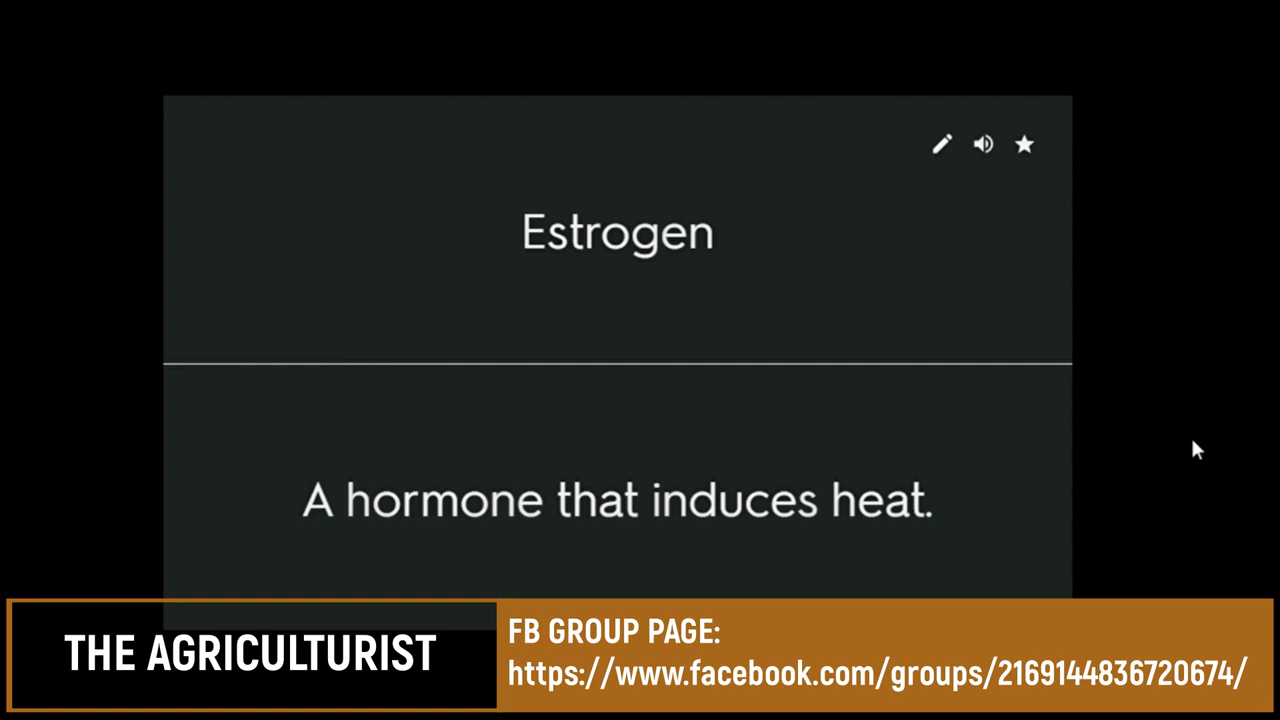 Estrogen
A hormone that induces heat.
THE AGRICULTURIST
FB GROUP PAGE:
https://www.facebook.com/groups/2169144836720674/